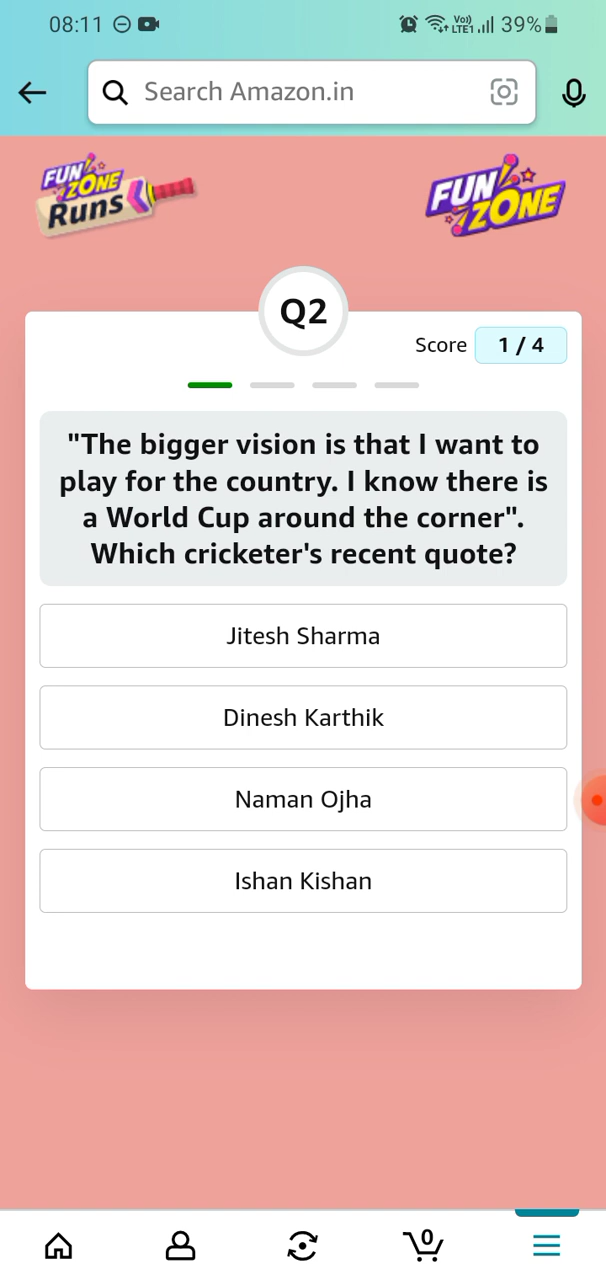 08:11 Vo) LTE1 39%
Search Amazon.in
FUN ZONE Runs
FUN ZONE
Q2
Score 1 / 4
"The bigger vision is that I want to
play for the country. I know there is
a World Cup around the corner".
Which cricketer's recent quote?
Jitesh Sharma
Dinesh Karthik
Naman Ojha
Ishan Kishan
0